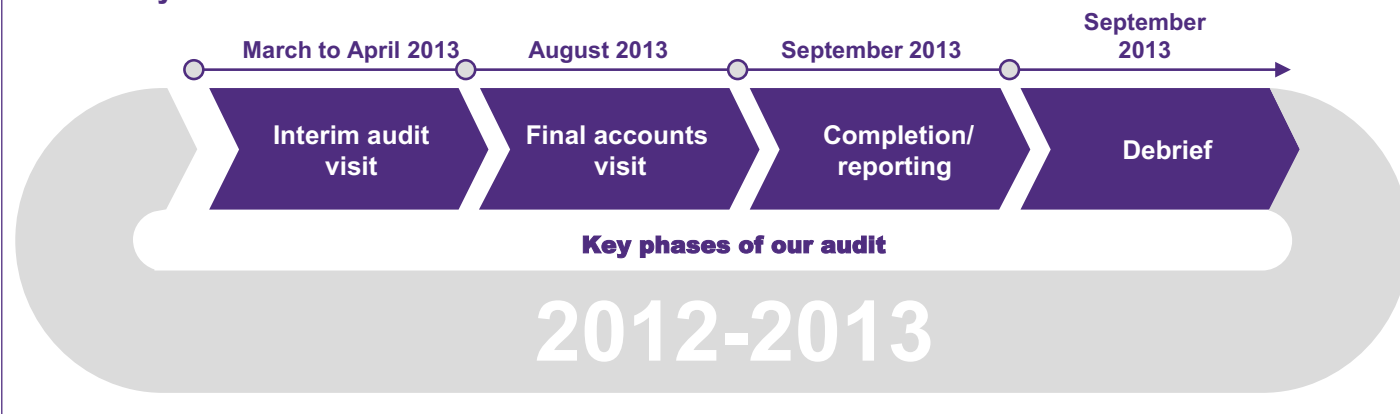 March to April 2013
August 2013
September 2013
September
2013
Interim audit
visit
Final accounts
visit
Completion/
reporting
Debrief
Key phases of our audit
2012-2013